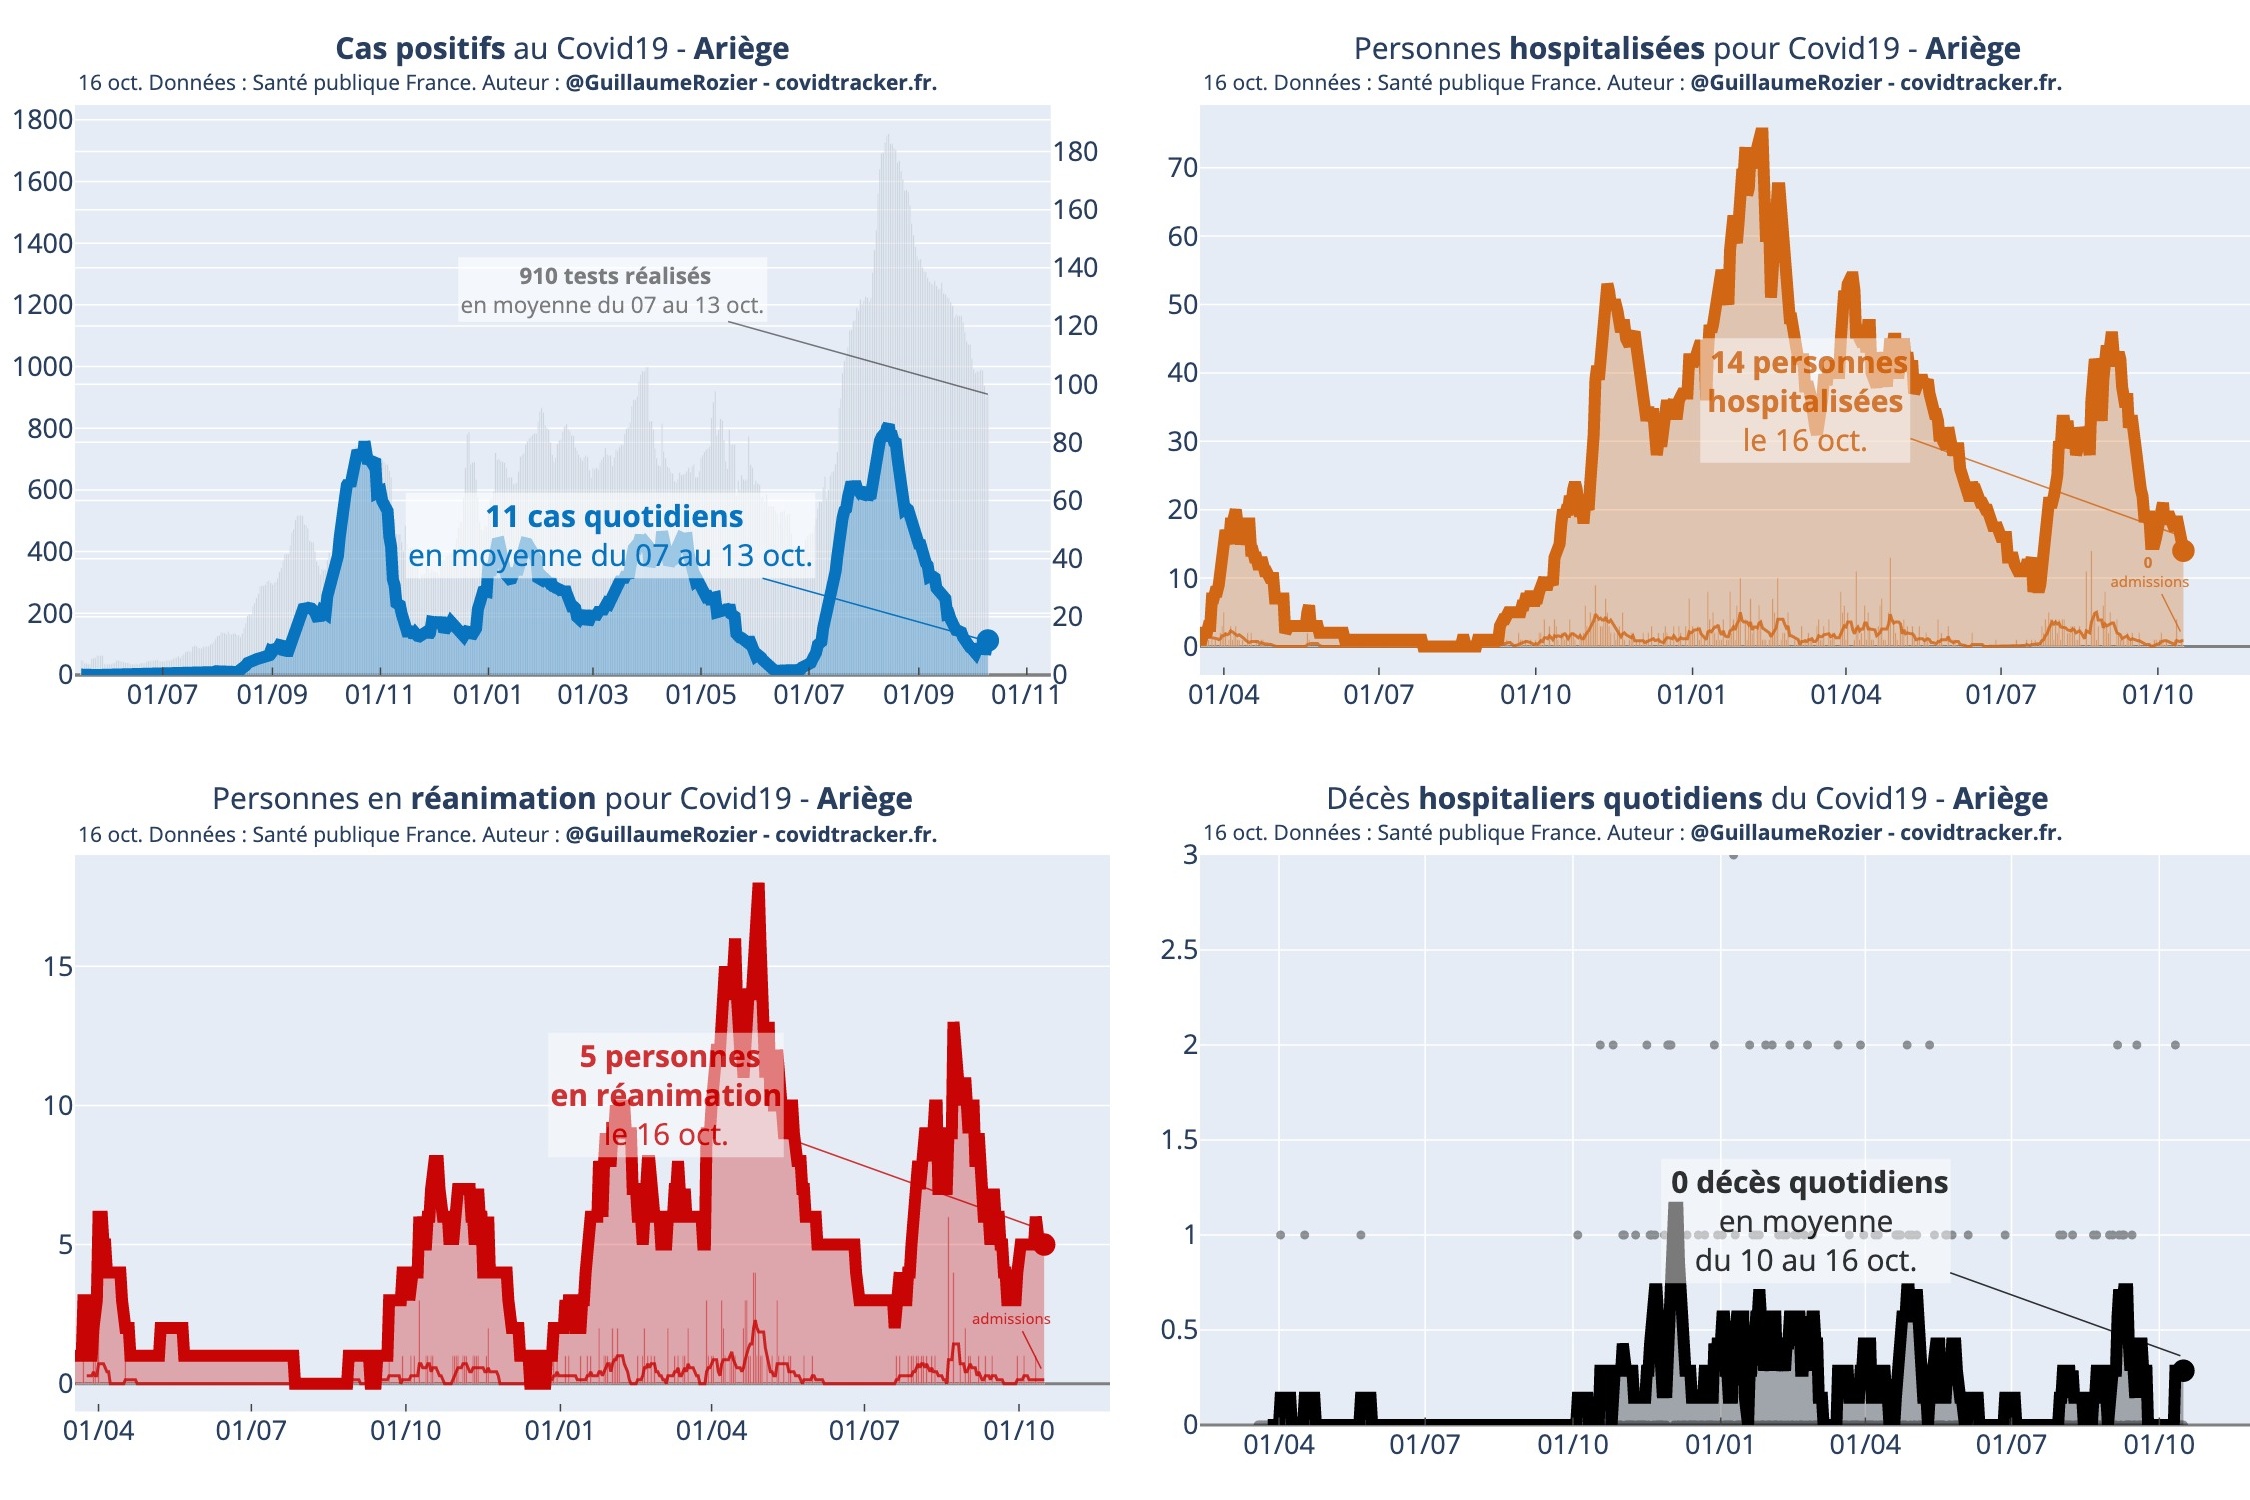 Cas positifs au Covid19 - Ariège
16 oct. Données : Santé publique France. Auteur : @GuillaumeRozier - covidtracker.fr.
1800
1600
1400
1200
1000
800
600
400
200
0
180
160
140
120
100
80
60
40
20
0
910 tests réalisés
en moyenne du 07 au 13 oct.
11 cas quotidiens
en moyenne du 07 au 13 oct.
01/07 01/09 01/11 01/01 01/03 01/05 01/07 01/09 01/11
Personnes hospitalisées pour Covid19 - Ariège
16 oct. Données : Santé publique France. Auteur : @GuillaumeRozier - covidtracker.fr.
70
60
50
40
30
20
10
0
14 personnes
hospitalisées
le 16 oct.
0
admissions
01/04 01/07 01/10 01/01 01/04 01/07 01/10
Personnes en réanimation pour Covid19 - Ariège
16 oct. Données : Santé publique France. Auteur : @GuillaumeRozier - covidtracker.fr.
15
10
5
0
5 personnes
en réanimation
le 16 oct.
admissions
01/04 01/07 01/10 01/01 01/04 01/07 01/10
Décès hospitaliers quotidiens du Covid19 - Ariège
16 oct. Données : Santé publique France. Auteur : @GuillaumeRozier - covidtracker.fr.
3
2.5
2
1.5
1
0.5
0
0 décès quotidiens
en moyenne
du 10 au 16 oct.
01/04 01/07 01/10 01/01 01/04 01/07 01/10